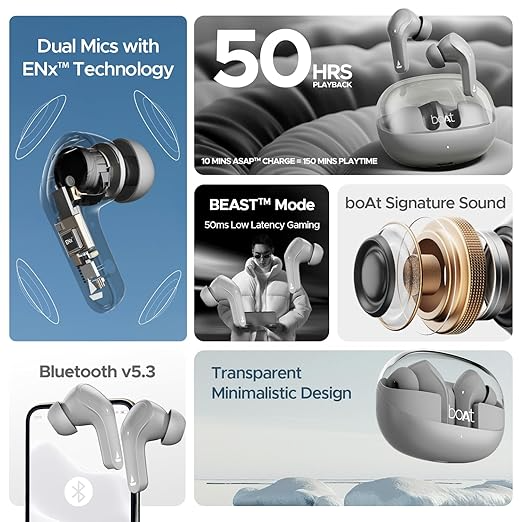 Dual Mics with
ENx™ Technology
ENx
50 HRS
PLAYBACK
boAt
10 MINS ASAP™ CHARGE = 150 MINS PLAYTIME
BEAST™ Mode
50ms Low Latency Gaming
boAt Signature Sound
Bluetooth v5.3
Transparent
Minimalistic Design
boAt